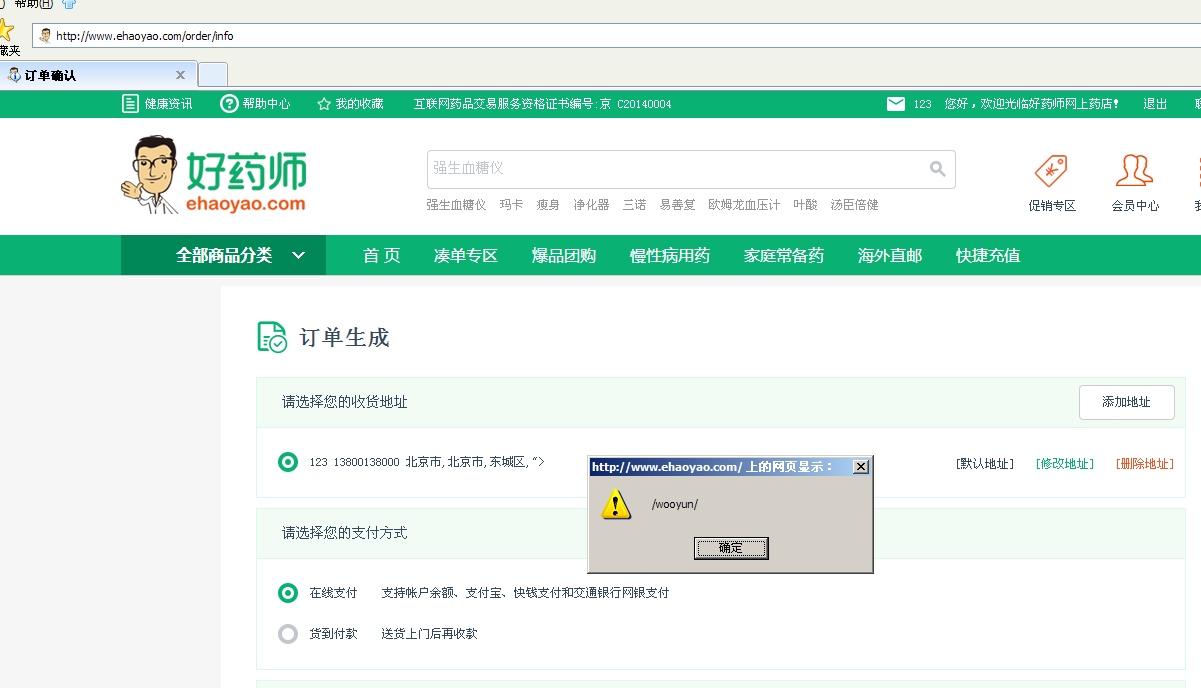 帮助(H)
藏夹
http://www.ehaoyao.com/order/info
订单确认
健康资讯 帮助中心 我的收藏 互联网药品交易服务资格证书编号:京 C20140004 123 您好，欢迎光临好药师网上药店! 退出
好药师
ehaoyao.com
强生血糖仪
强生血糖仪 玛卡 瘦身 净化器 三诺 易善复 欧姆龙血压计 叶酸 汤臣倍健
促销专区 会员中心
全部商品分类 首 页 凑单专区 爆品团购 慢性病用药 家庭常备药 海外直邮 快捷充值
订单生成
请选择您的收货地址 添加地址
123 13800138000 北京市,北京市,东城区,“> [默认地址] [修改地址] [删除地址]
http://www.ehaoyao.com/ 上的网页显示：
/wooyun/
确定
请选择您的支付方式
在线支付 支持帐户余额、支付宝、快钱支付和交通银行网银支付
货到付款 送货上门后再收款